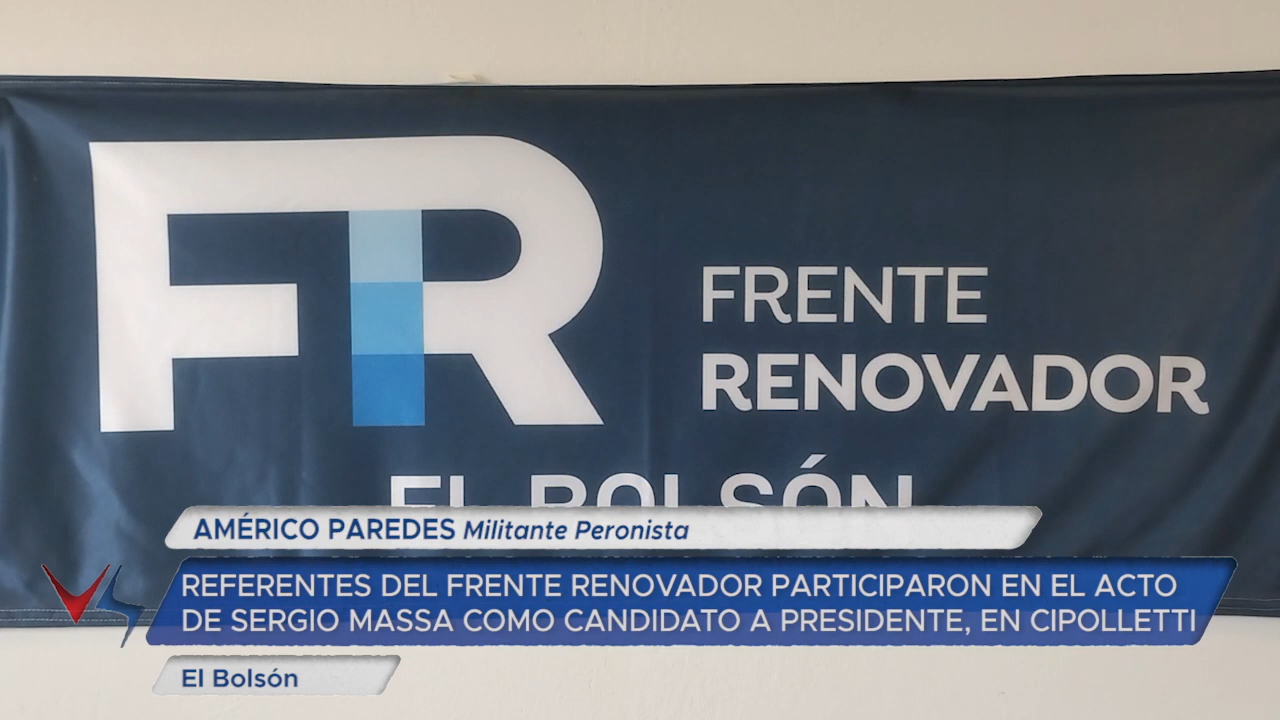 FR
FRENTE
RENOVADOR
EL BOLSÓN
AMÉRICO PAREDES Militante Peronista
REFERENTES DEL FRENTE RENOVADOR PARTICIPARON EN EL ACTO
DE SERGIO MASSA COMO CANDIDATO A PRESIDENTE, EN CIPOLLETTI
El Bolsón